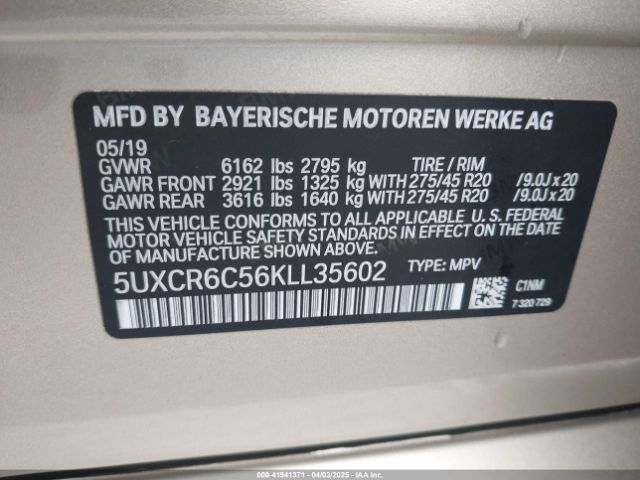 MFD BY BAYERISCHE MOTOREN WERKE AG
05/19
GVWR 6162 lbs 2795 kg TIRE / RIM
GAWR FRONT 2921 lbs 1325 kg WITH 275/45 R20 /9.0J x 20
GAWR REAR 3616 lbs 1640 kg WITH 275/45 R20 /9.0J x 20
THIS VEHICLE CONFORMS TO ALL APPLICABLE U. S. FEDERAL
MOTOR VEHICLE SAFETY STANDARDS IN EFFECT ON THE DATE
OF MANUFACTURE SHOWN ABOVE.
5UXCR6C56KLL35602 TYPE: MPV
C1NM
7 320 729
000-41941371 04/03/2025